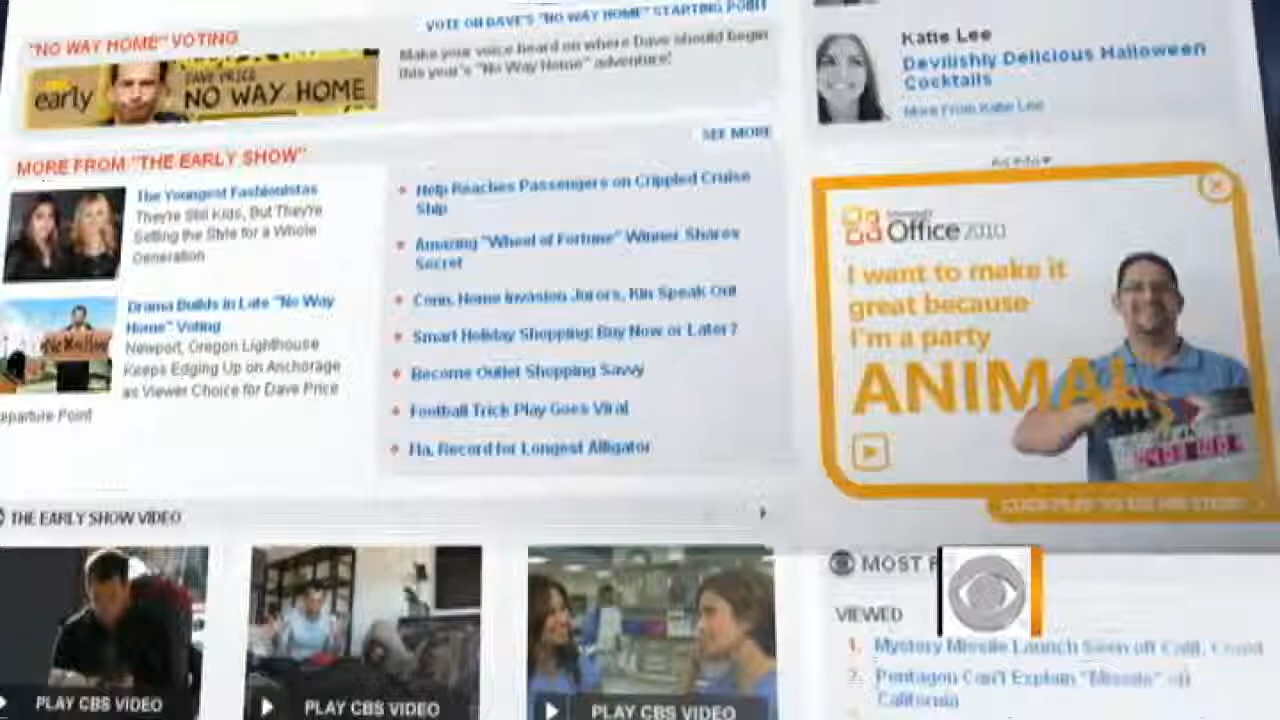 VOTE ON DAVE'S "NO WAY HOME" STARTING POINT
"NO WAY HOME" VOTING
early
DAVE PRICE
NO WAY HOME
Make your voice heard on where Dave should begin
this year's "No Way Home" adventure!
SEE MORE
MORE FROM "THE EARLY SHOW"
The Youngest Fashionistas
They're Still Kids, But They're
Setting the Style for a Whole
Generation
Drama Builds in Late "No Way
Home" Voting
Newport, Oregon Lighthouse
Keeps Edging Up on Anchorage
as Viewer Choice for Dave Price
eparture Point
Help Reaches Passengers on Crippled Cruise
Ship
Amazing "Wheel of Fortune" Winner Shares
Secret
Conn. Home Invasion Jurors, Kin Speak Out
Smart Holiday Shopping: Buy Now or Later?
Become Outlet Shopping Savvy
Football Trick Play Goes Viral
Fla. Record for Longest Alligator
Katie Lee
Devilishly Delicious Halloween
Cocktails
More From Katie Lee
Ad Info
Microsoft
Office 2010
I want to make it
great because
I'm a party
ANIMAL
THE EARLY SHOW VIDEO
PLAY CBS VIDEO
PLAY CBS VIDEO
PLAY CBS VIDEO
MOST
VIEWED
1. Mystery Missile Launch Seen off Calif. Coast
2. Pentagon Can't Explain "Missile" off
California